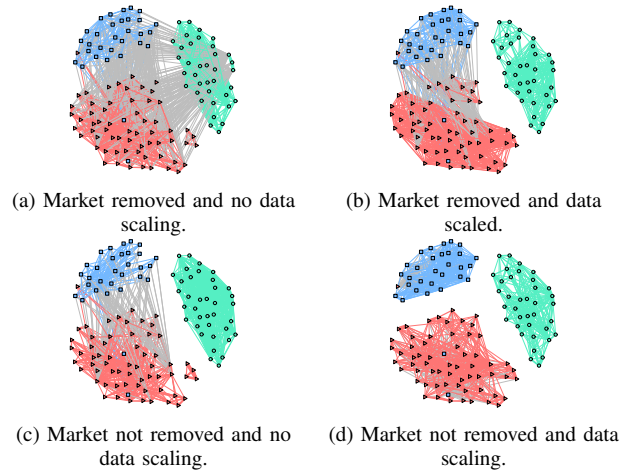 (a) Market removed and no data
scaling.
(b) Market removed and data
scaled.
(c) Market not removed and no
data scaling.
(d) Market not removed and data
scaling.